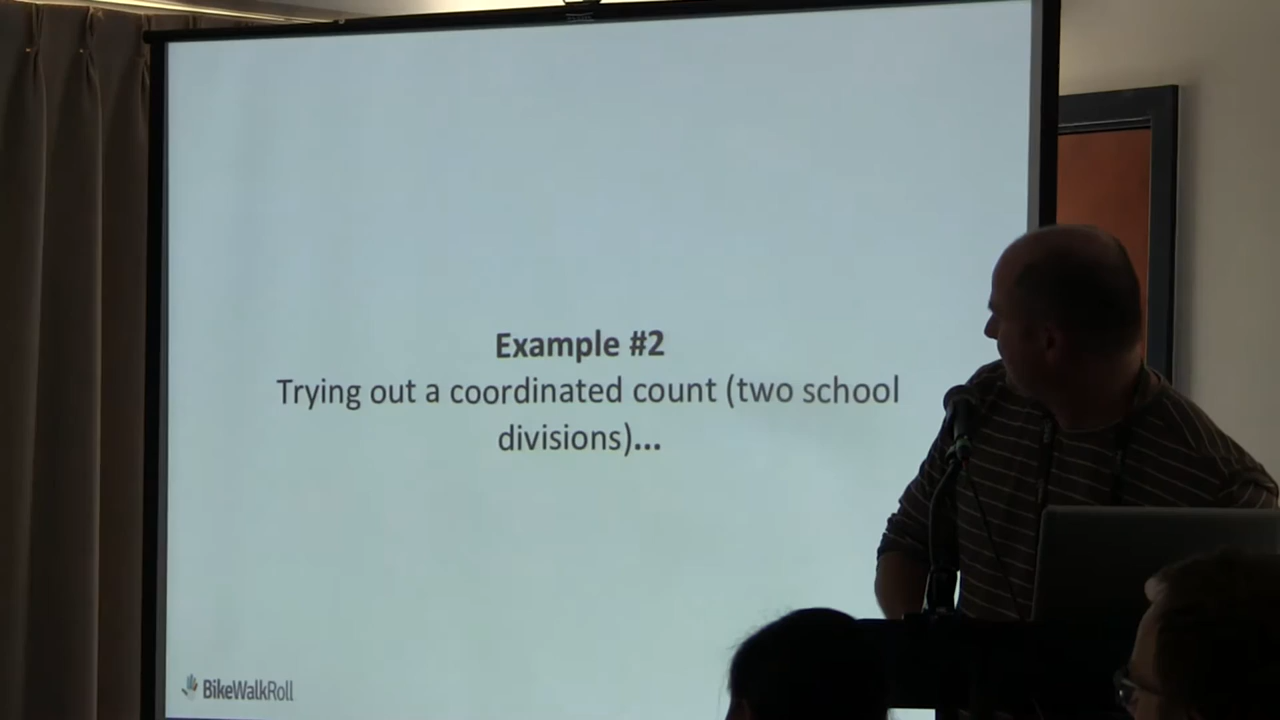 Example #2
Trying out a coordinated count (two school
divisions)...
BikeWalkRoll